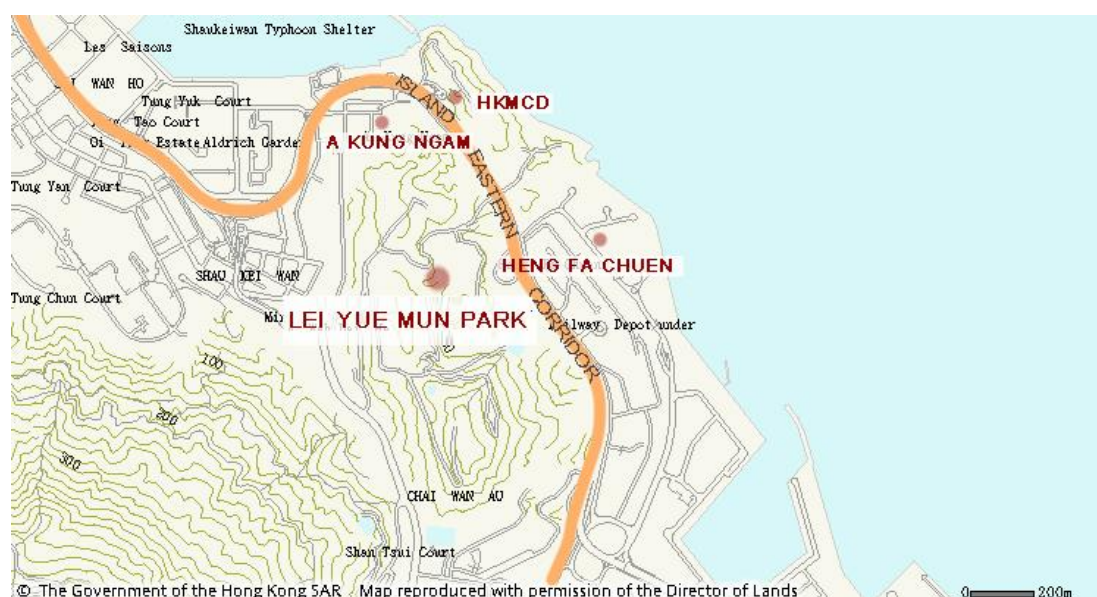 Shaukeiwan Typhoon Shelter
Les Saisons
WAN HO
HKMCD
Tung Yuk Court
Tao Court
A KUNG NGAM
Estate Aldrich Garde
ISLAND EASTERN CORRIDOR
Tung Yan Court
HENG FA CHUEN
SHAU KEI WAN
Tung Chun Court
LEI YUE MUN PARK
Depot under
100
200
300
CHAI WAN AU
Shan Tsui Court
© The Government of the Hong Kong SAR Map reproduced with permission of the Director of Lands
0 200m